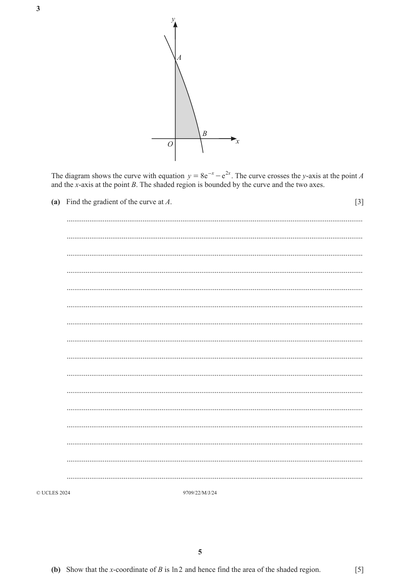 3
y
A
B
O
x
The diagram shows the curve with equation y = 8e⁻ˣ − e²ˣ. The curve crosses the y-axis at the point A
and the x-axis at the point B. The shaded region is bounded by the curve and the two axes.
(a) Find the gradient of the curve at A. [3]
© UCLES 2024 9709/22/M/J/24
5
(b) Show that the x-coordinate of B is ln 2 and hence find the area of the shaded region. [5]